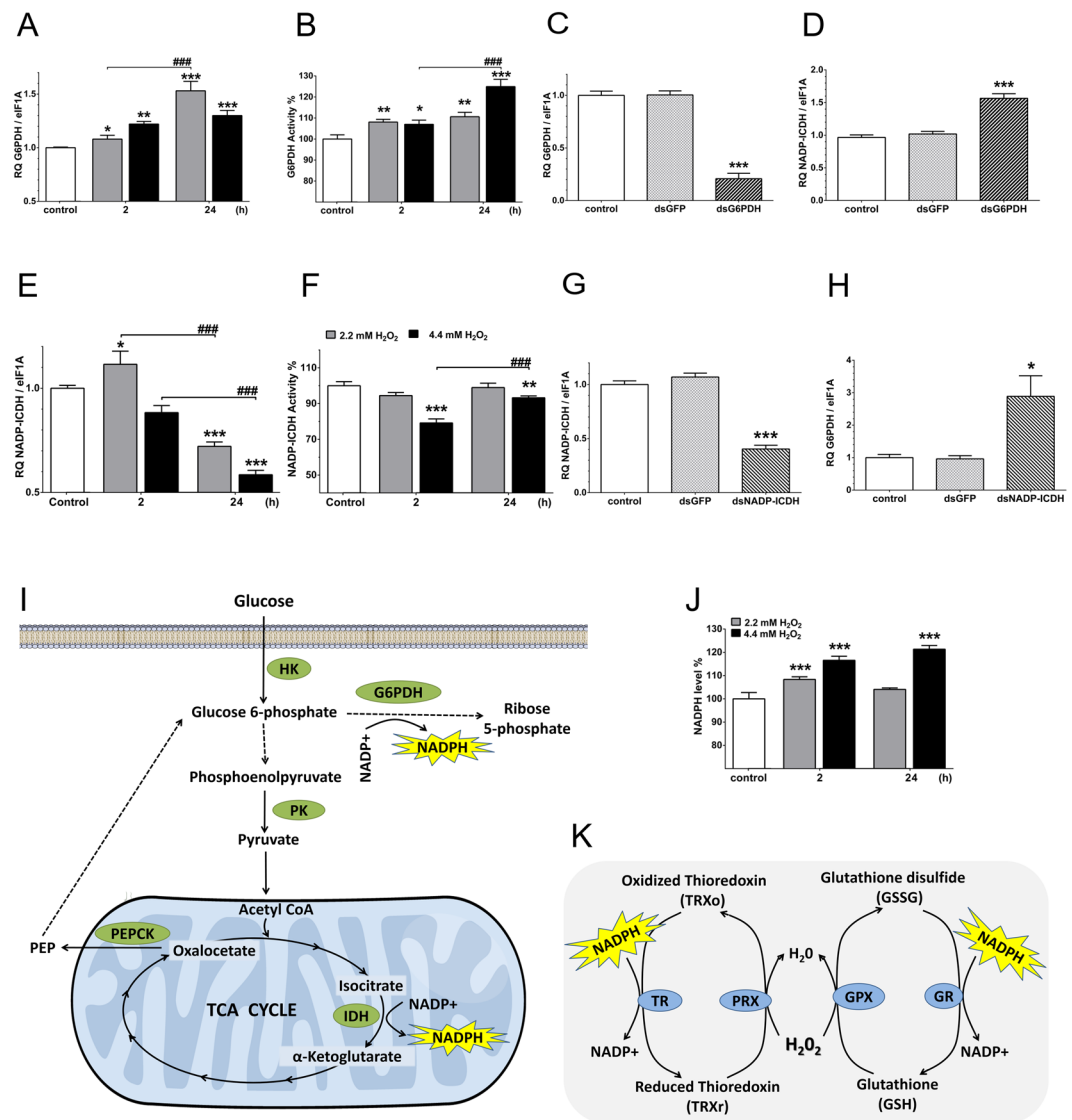 A
RQ G6PDH / eIF1A
1.5
1.0
0.5
*
**
***
***
###
control
2
24
(h)
B
G6PDH Activity %
130
120
110
100
90
80
**
*
**
***
###
control
2
24
(h)
C
RQ G6PDH / eIF1A
1.0
0.5
0.0
***
control
dsGFP
dsG6PDH
D
RQ NADP-ICDH / eIF1A
2.0
1.5
1.0
0.5
0.0
***
control
dsGFP
dsG6PDH
E
RQ NADP-ICDH / eIF1A
1.0
0.5
*
###
###
***
***
Control
2
24
(h)
F
2.2 mM H2O2
4.4 mM H2O2
NADP-ICDH Activity %
100
80
60
***
**
###
Control
2
24
(h)
G
RQ NADP-ICDH / eIF1A
1.0
0.5
0.0
***
control
dsGFP
dsNADP-ICDH
H
RQ G6PDH / eIF1A
4
3
2
1
0
*
control
dsGFP
dsNADP-ICDH
I
Glucose
HK
G6PDH
Glucose 6-phosphate
Ribose
5-phosphate
NADP+
NADPH
Phosphoenolpyruvate
PK
Pyruvate
Acetyl CoA
PEPCK
PEP
Oxalocetate
Isocitrate
TCA CYCLE
IDH
NADP+
NADPH
α-Ketoglutarate
J
2.2 mM H2O2
4.4 mM H2O2
NADPH level %
130
120
110
100
90
80
***
***
***
control
2
24
(h)
K
Oxidized Thioredoxin
(TRXo)
Glutathione disulfide
(GSSG)
NADPH
NADPH
H20
TR
PRX
GPX
GR
NADP+
H2O2
NADP+
Reduced Thioredoxin
(TRXr)
Glutathione
(GSH)